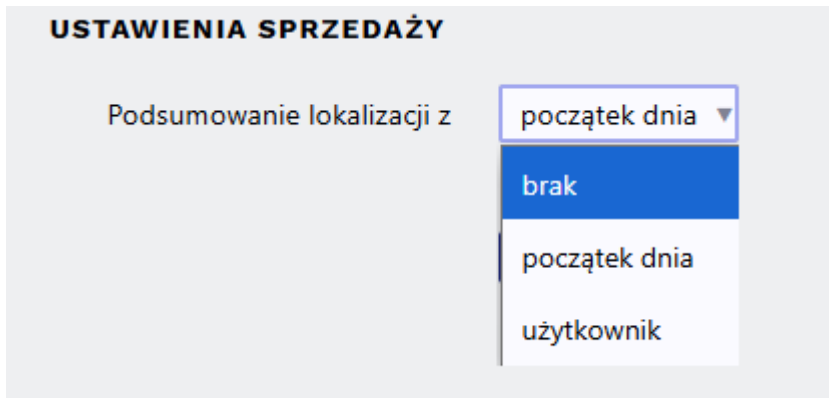 USTAWIENIA SPRZEDAŻY
Podsumowanie lokalizacji z początek dnia
brak
początek dnia
użytkownik